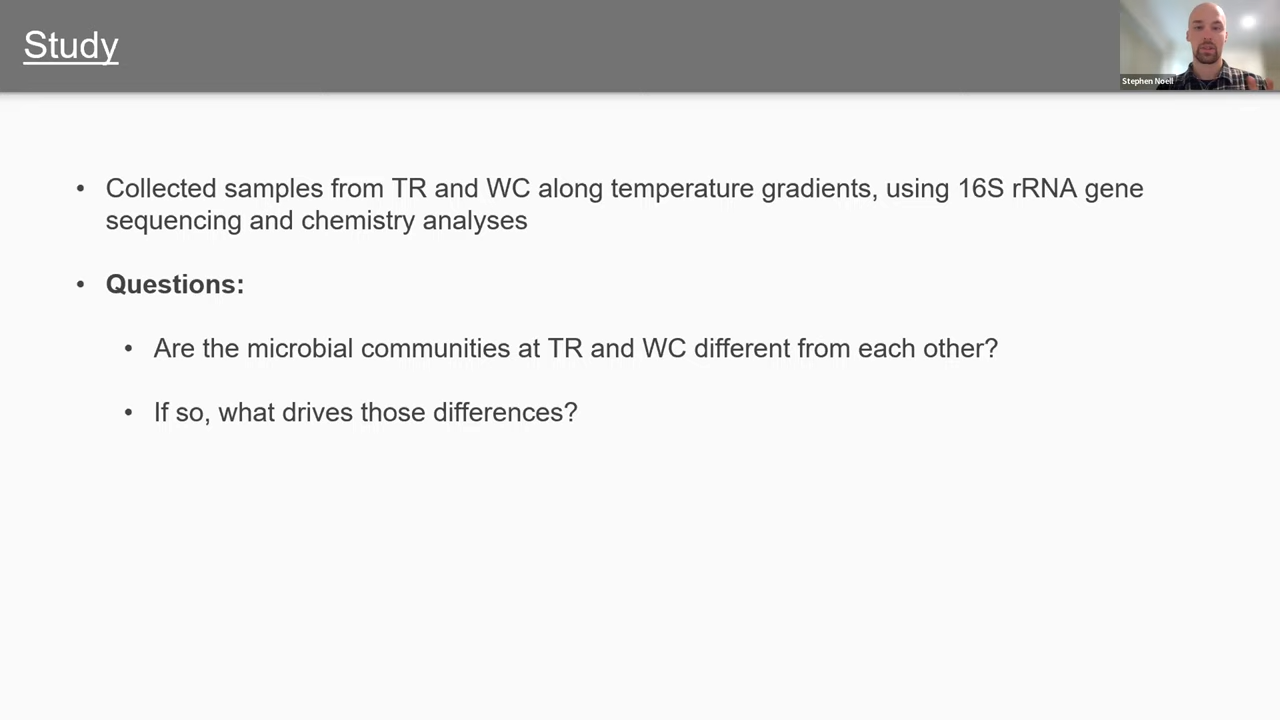 Study
Stephen Noell
• Collected samples from TR and WC along temperature gradients, using 16S rRNA gene
sequencing and chemistry analyses
• Questions:
• Are the microbial communities at TR and WC different from each other?
• If so, what drives those differences?